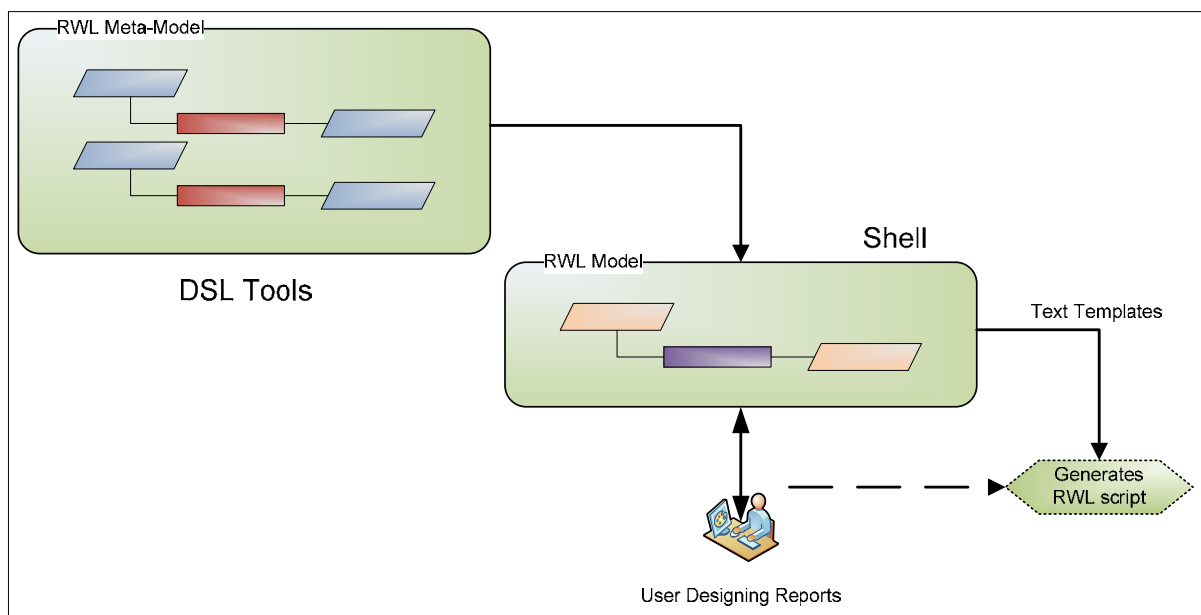 RWL Meta-Model
DSL Tools
Shell
RWL Model
Text Templates
Generates
RWL script
User Designing Reports